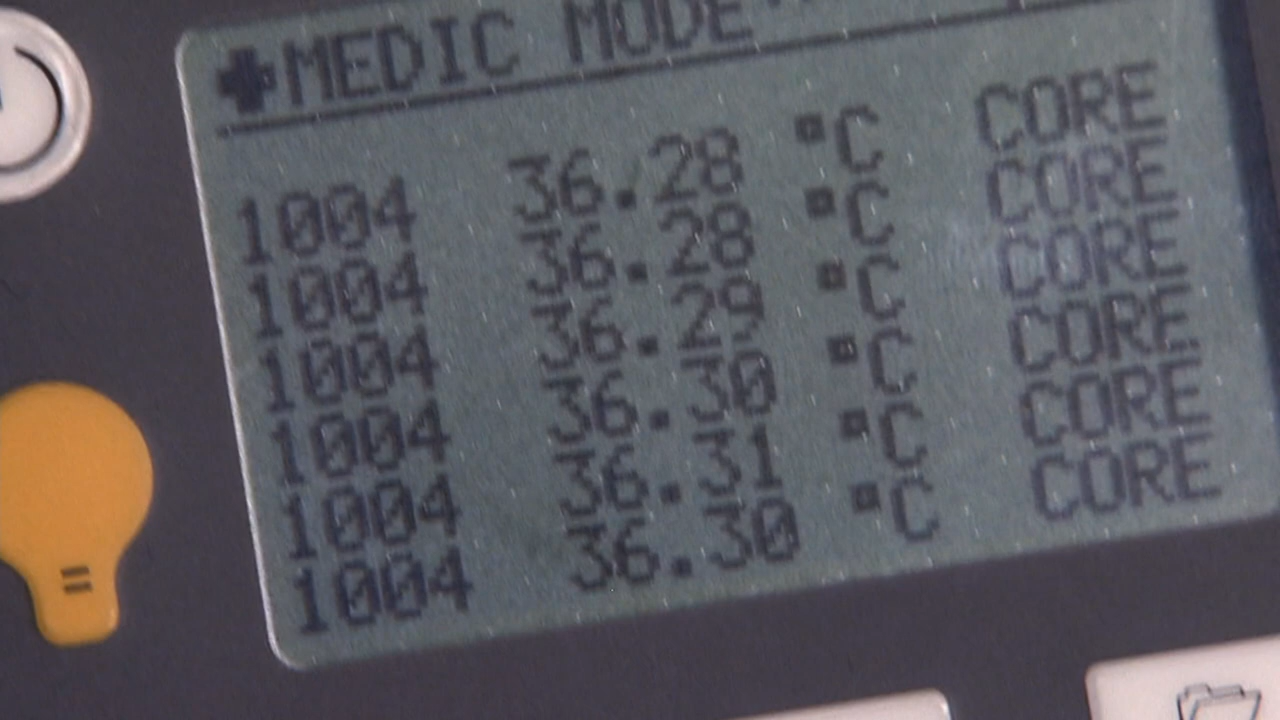 MEDIC MODE
1004 36.28 °C CORE
1004 36.28 °C CORE
1004 36.29 °C CORE
1004 36.30 °C CORE
1004 36.31 °C CORE
1004 36.30 °C CORE